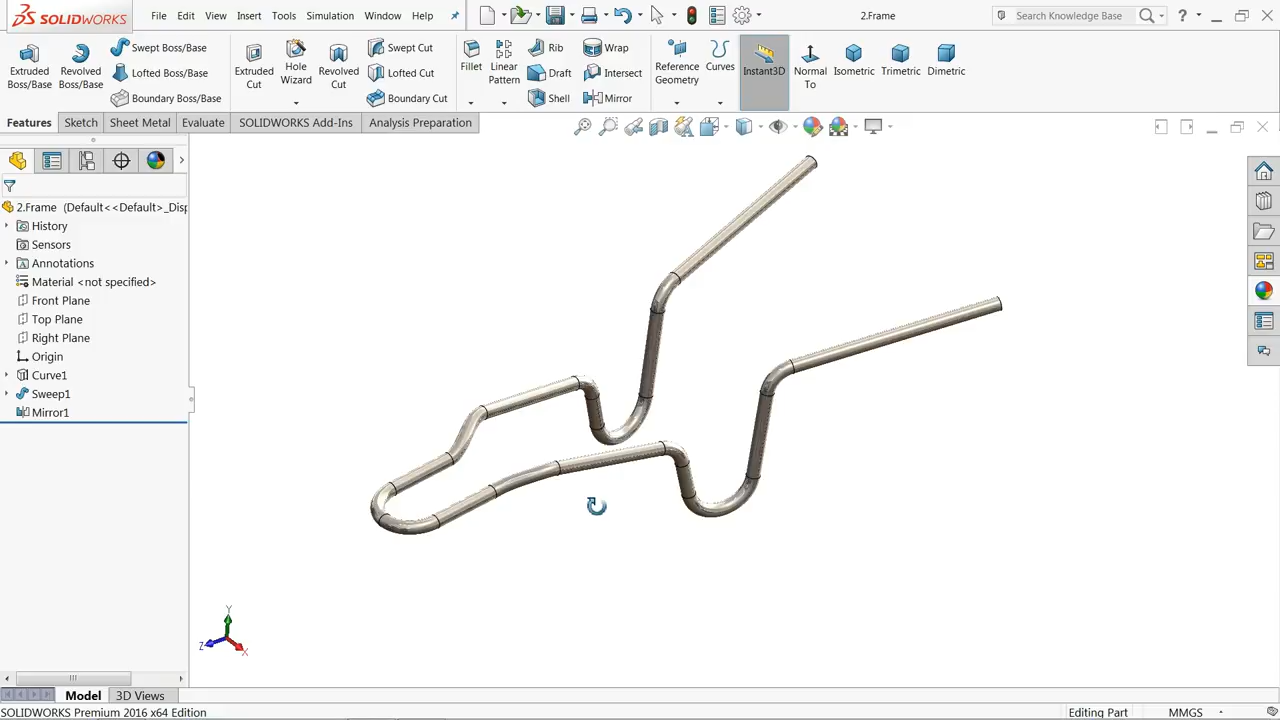 SOLIDWORKS File Edit View Insert Tools Simulation Window Help 2.Frame Search Knowledge Base ?
Extruded Boss/Base
Revolved Boss/Base
Swept Boss/Base
Lofted Boss/Base
Boundary Boss/Base
Extruded Cut
Hole Wizard
Revolved Cut
Swept Cut
Lofted Cut
Boundary Cut
Fillet
Linear Pattern
Rib
Draft
Shell
Wrap
Intersect
Mirror
Reference Geometry
Curves
Instant3D
Normal To
Isometric
Trimetric
Dimetric
Features Sketch Sheet Metal Evaluate SOLIDWORKS Add-Ins Analysis Preparation
2.Frame (Default<<Default>_Disp
History
Sensors
Annotations
Material <not specified>
Front Plane
Top Plane
Right Plane
Origin
Curve1
Sweep1
Mirror1
Y
Z
X
Model 3D Views
SOLIDWORKS Premium 2016 x64 Edition Editing Part MMGS